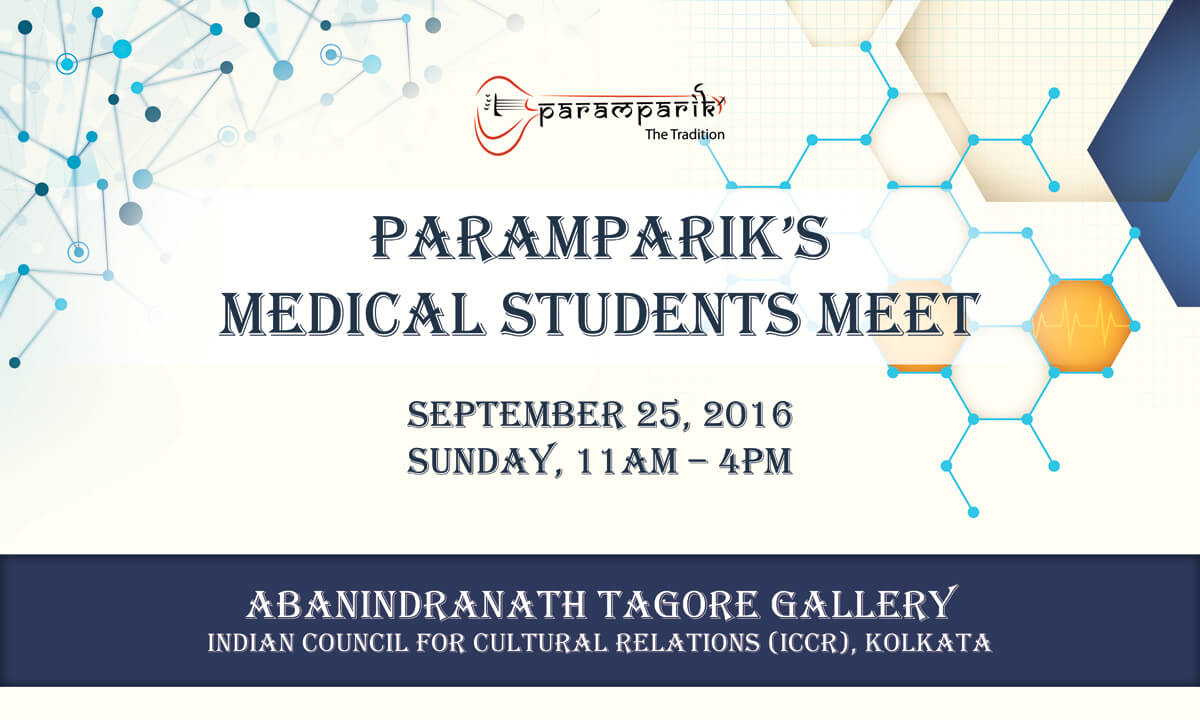 paramparik
The Tradition
PARAMPARIK’S
MEDICAL STUDENTS MEET
SEPTEMBER 25, 2016
SUNDAY, 11AM – 4PM
ABANINDRANATH TAGORE GALLERY
INDIAN COUNCIL FOR CULTURAL RELATIONS (ICCR), KOLKATA